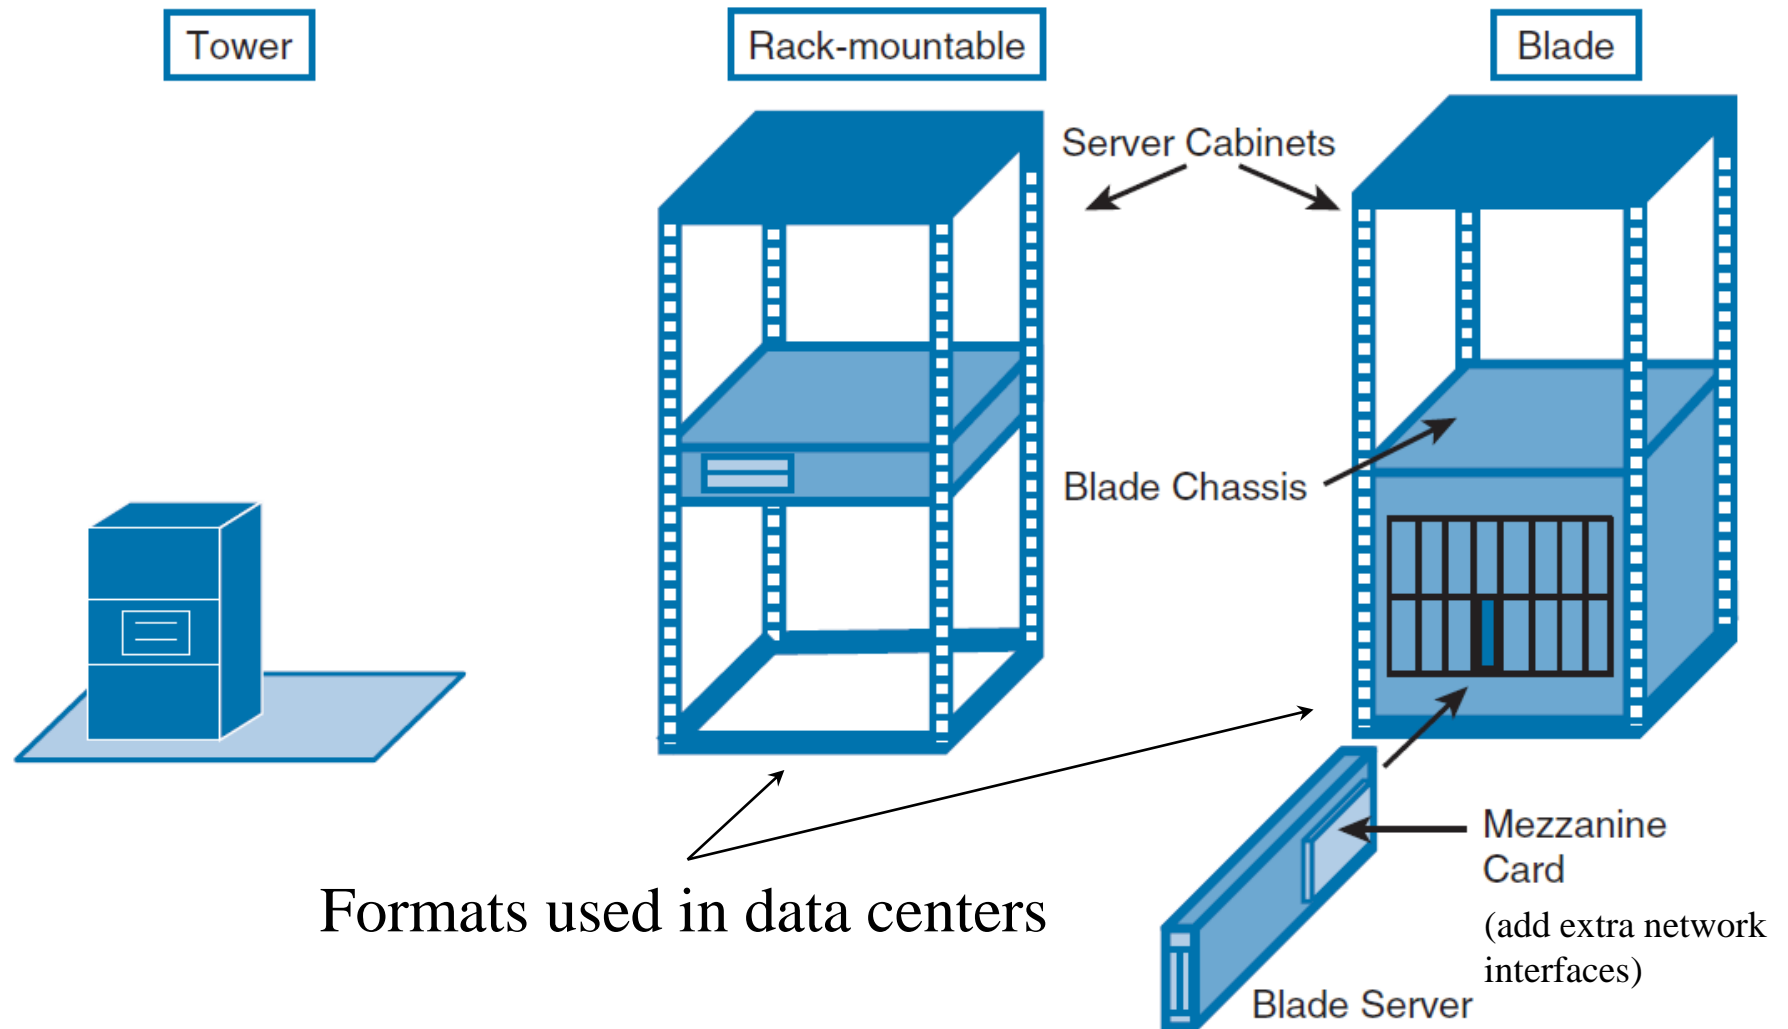 Tower
Rack-mountable
Blade
Server Cabinets
Blade Chassis
Mezzanine
Card
(add extra network
interfaces)
Formats used in data centers
Blade Server